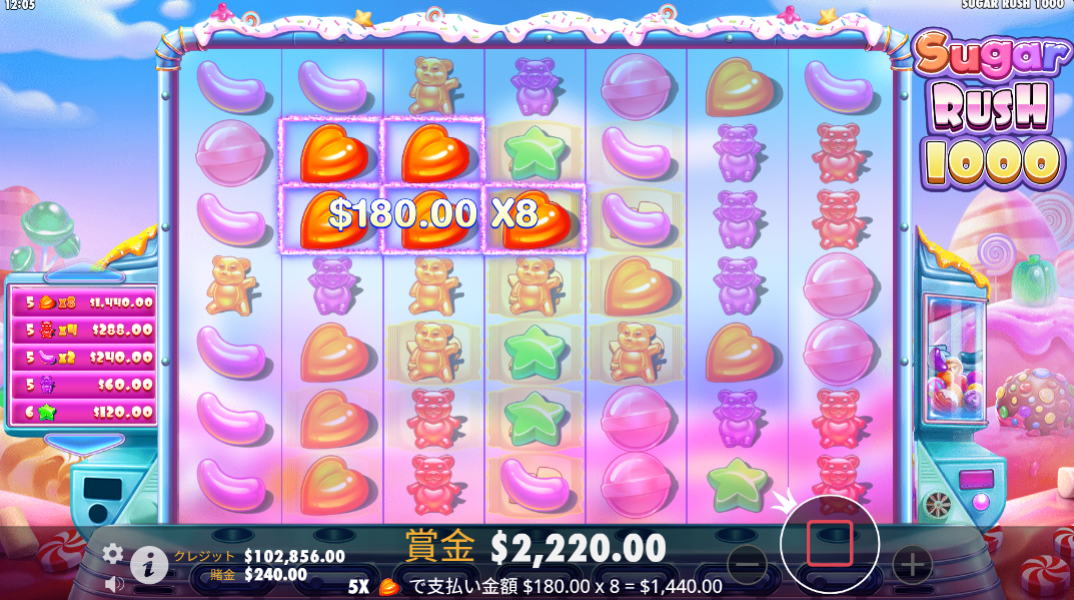 12:05
SUGAR RUSH 1000
Sugar
RUSH
1000
$180.00 X8
5 x8 $1,440.00
5 x4 $288.00
5 x2 $240.00
5 $60.00
6 $120.00
賞金 $2,220.00
クレジット $102,856.00
賭金 $240.00
5X で支払い金額 $180.00 x 8 = $1,440.00